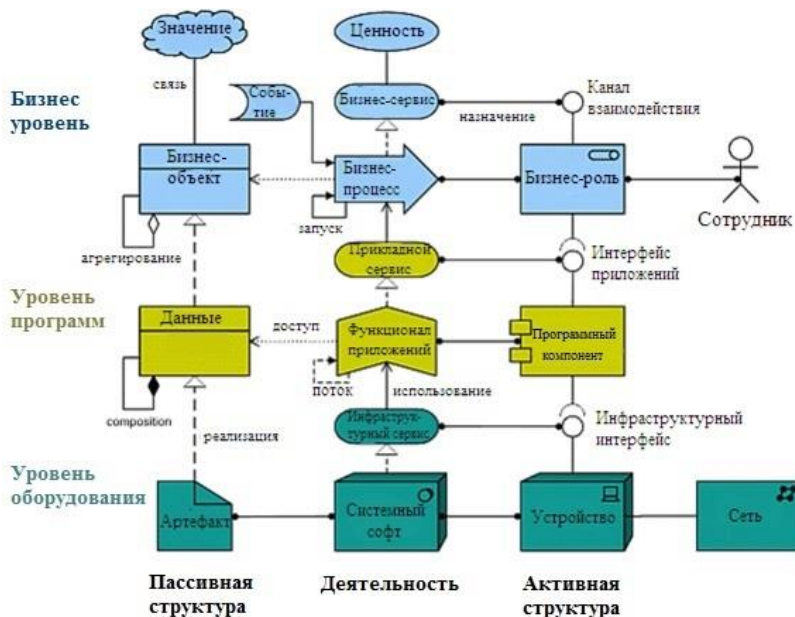 Значение
Ценность
связь
Бизнес
уровень
Собы-
тие
Бизнес-сервис
Канал
взаимодействия
назначение
Бизнес-
объект
Бизнес-
процесс
Бизнес-роль
Сотрудник
запуск
агрегирование
Прикладной
сервис
Интерфейс
приложений
Уровень
программ
Данные
доступ
Функционал
приложений
Программный
компонент
поток
использование
composition
Инфраструк-
турный сервис
Инфраструктурный
интерфейс
реализация
Уровень
оборудования
Артефакт
Системный
софт
Устройство
Сеть
Пассивная
структура
Деятельность
Активная
структура